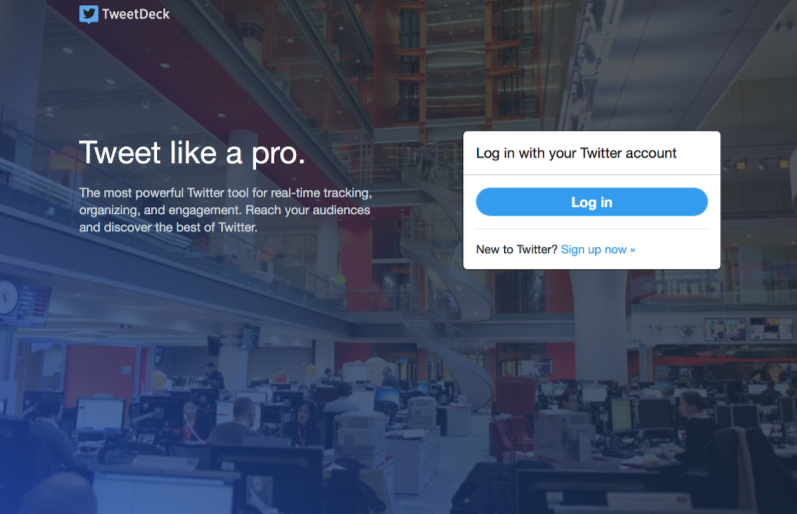 TweetDeck
Tweet like a pro.
The most powerful Twitter tool for real-time tracking,
organizing, and engagement. Reach your audiences
and discover the best of Twitter.
Log in with your Twitter account
Log in
New to Twitter? Sign up now »